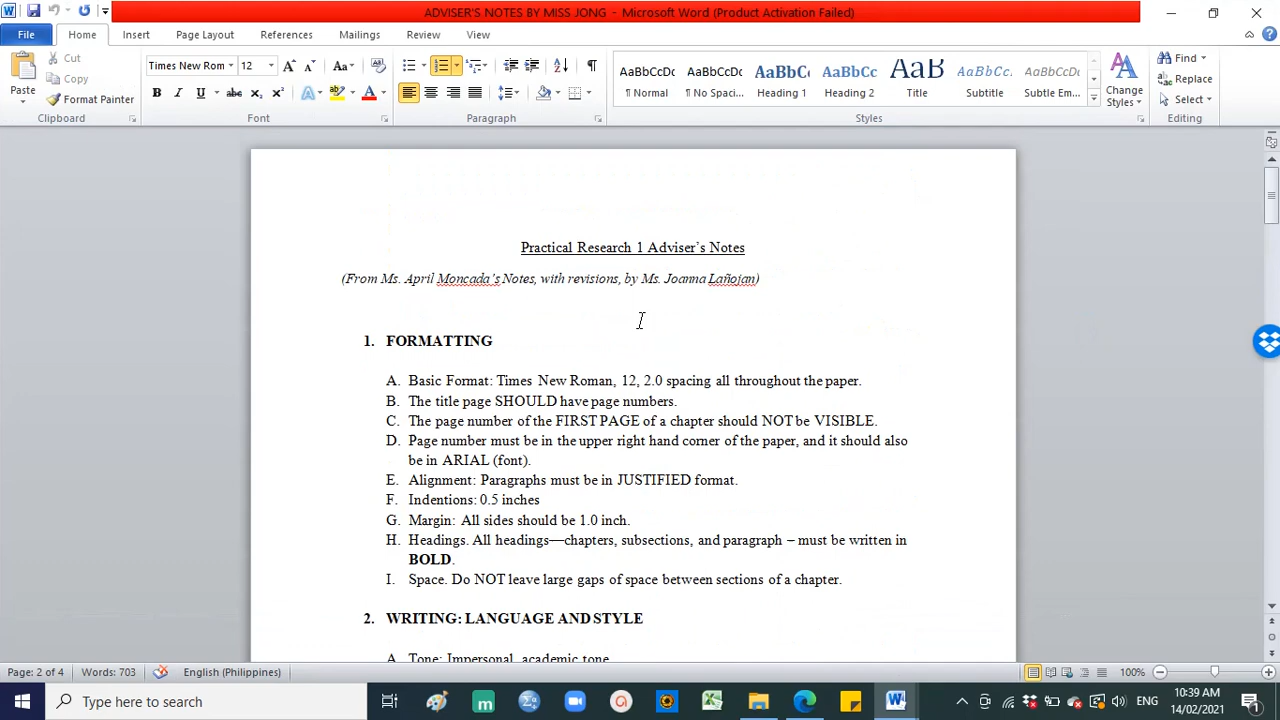 ADVISER'S NOTES BY MISS JONG - Microsoft Word (Product Activation Failed)
File Home Insert Page Layout References Mailings Review View
Paste
Cut
Copy
Format Painter
Clipboard
Times New Rom 12
Font
Paragraph
AaBbCcDc AaBbCcDc AaBbCc AaBbCc AaB AaBbCcDc AaBbCcDc
¶ Normal ¶ No Spaci... Heading 1 Heading 2 Title Subtitle Subtle Em...
Change Styles
Styles
Find
Replace
Select
Editing
Practical Research 1 Adviser's Notes
(From Ms. April Moncada's Notes, with revisions, by Ms. Joanna Lañojan)
1. FORMATTING
A. Basic Format: Times New Roman, 12, 2.0 spacing all throughout the paper.
B. The title page SHOULD have page numbers.
C. The page number of the FIRST PAGE of a chapter should NOT be VISIBLE.
D. Page number must be in the upper right hand corner of the paper, and it should also
be in ARIAL (font).
E. Alignment: Paragraphs must be in JUSTIFIED format.
F. Indentions: 0.5 inches
G. Margin: All sides should be 1.0 inch.
H. Headings. All headings—chapters, subsections, and paragraph – must be written in
BOLD.
I. Space. Do NOT leave large gaps of space between sections of a chapter.
2. WRITING: LANGUAGE AND STYLE
A. Tone: Impersonal, academic tone
Page: 2 of 4 Words: 703 English (Philippines) 100%
Type here to search
ENG
10:39 AM
14/02/2021